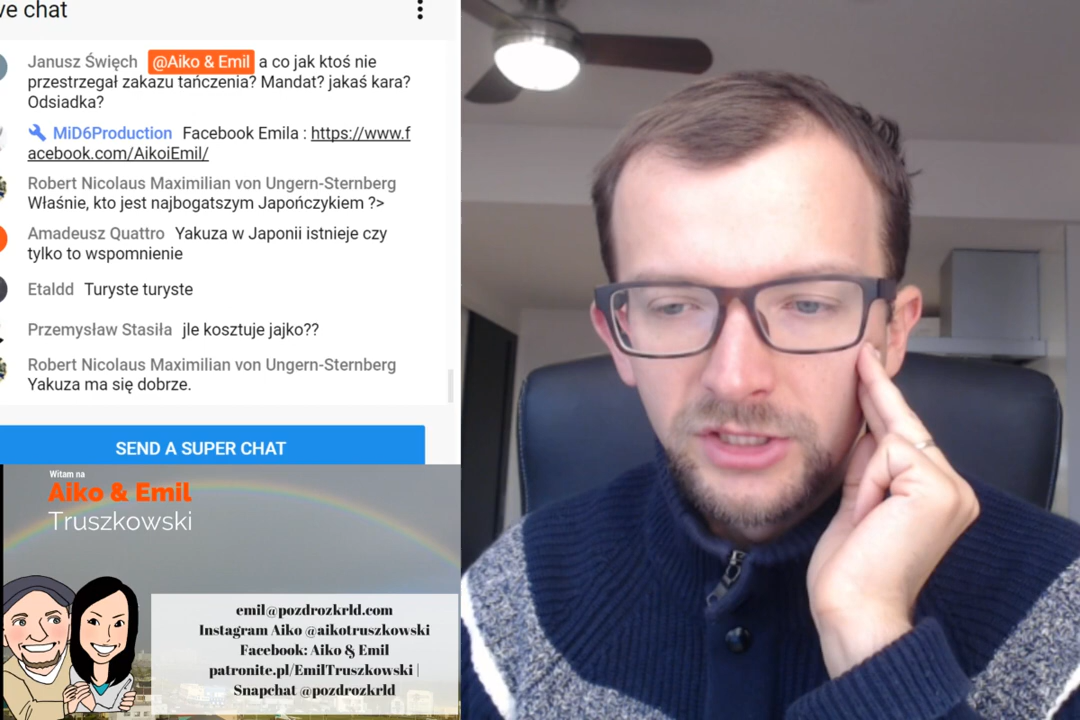 ve chat
Janusz Święch @Aiko & Emil a co jak ktoś nie
przestrzegał zakazu tańczenia? Mandat? jakaś kara?
Odsiadka?
MiD6Production Facebook Emila : https://www.f
acebook.com/AikoiEmil/
Robert Nicolaus Maximilian von Ungern-Sternberg
Właśnie, kto jest najbogatszym Japończykiem ?>
Amadeusz Quattro Yakuza w Japonii istnieje czy
tylko to wspomnienie
Etaldd Turyste turyste
Przemysław Stasiła jle kosztuje jajko??
Robert Nicolaus Maximilian von Ungern-Sternberg
Yakuza ma się dobrze.
SEND A SUPER CHAT
Witam na
Aiko & Emil
Truszkowski
emil@pozdrozkrld.com
Instagram Aiko @aikotruszkowski
Facebook: Aiko & Emil
patronite.pl/EmilTruszkowski |
Snapchat @pozdrozkrld